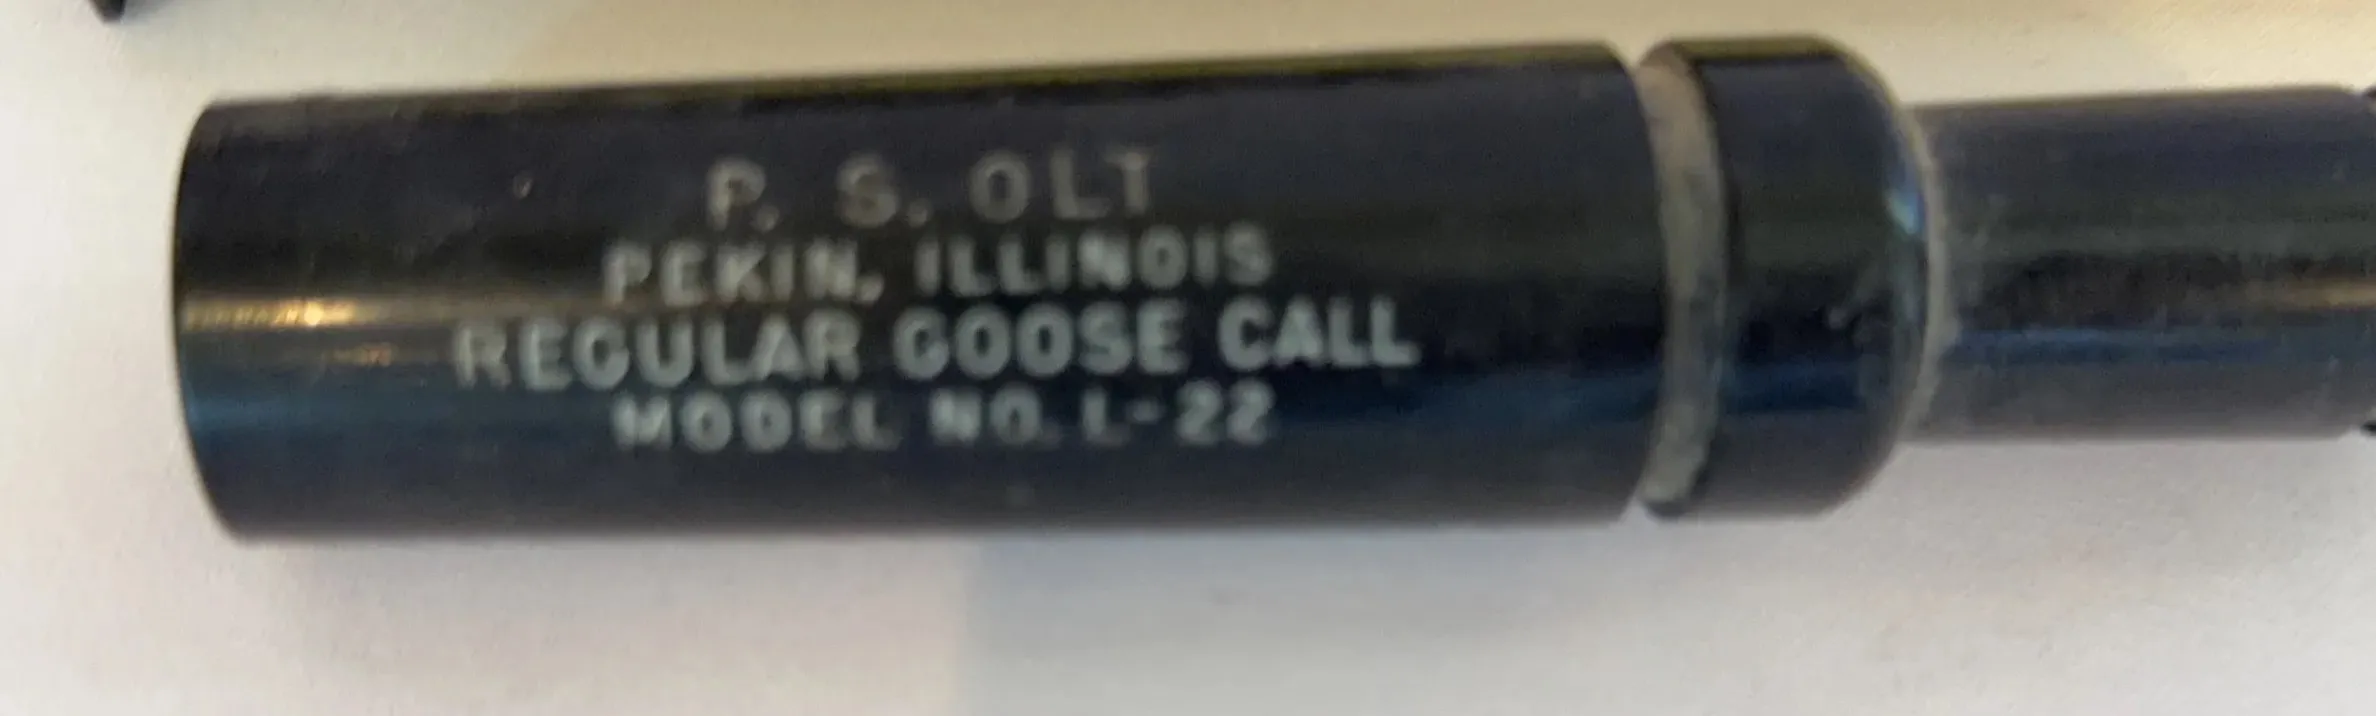 P. S. OLT
PEKIN, ILLINOIS
REGULAR GOOSE CALL
MODEL NO. L-22